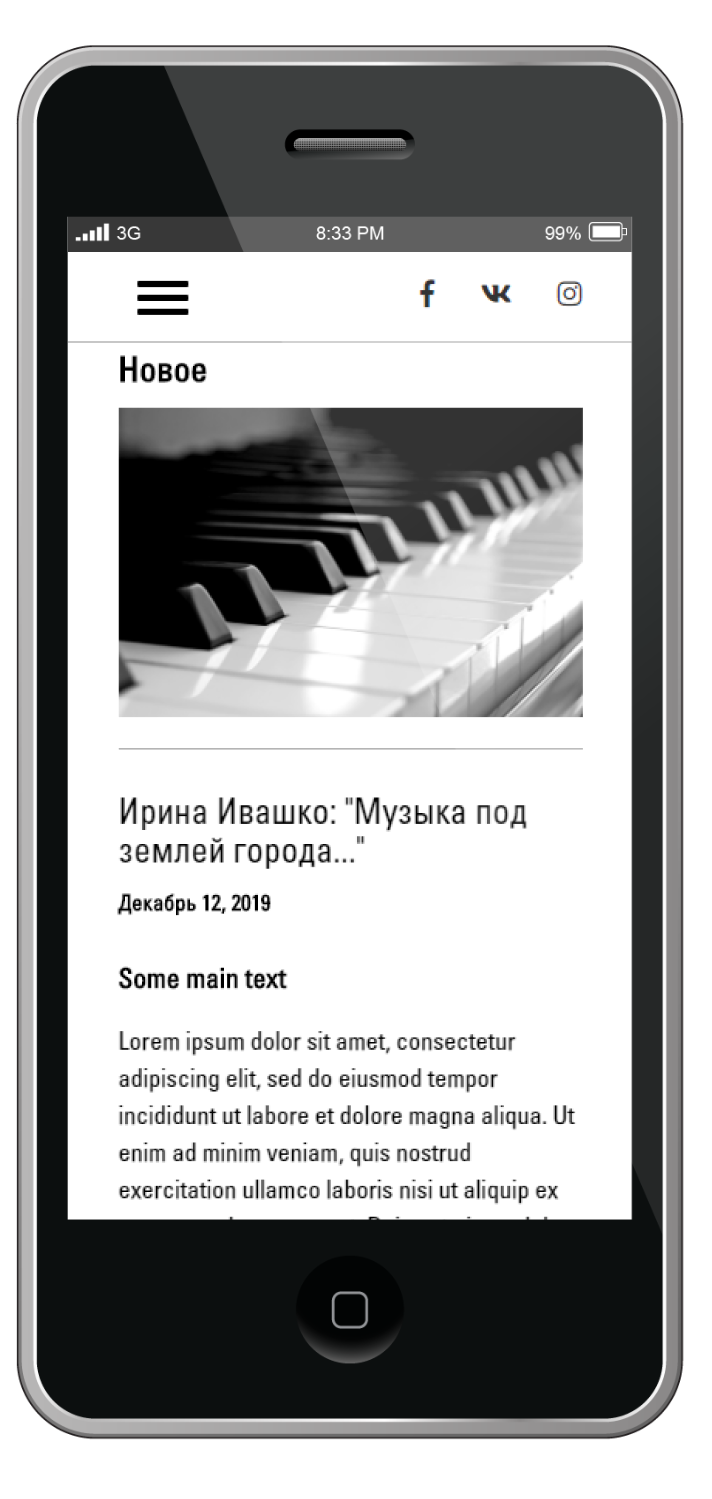 3G 8:33 PM 99%
Новое
Ирина Ивашко: "Музыка под
землей города..."
Декабрь 12, 2019
Some main text
Lorem ipsum dolor sit amet, consectetur
adipiscing elit, sed do eiusmod tempor
incididunt ut labore et dolore magna aliqua. Ut
enim ad minim veniam, quis nostrud
exercitation ullamco laboris nisi ut aliquip ex